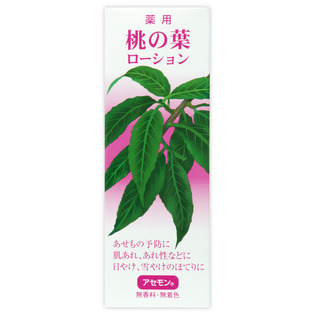 薬用
桃の葉
ローション
あせもの予防に
肌あれ、あれ性などに
日やけ、雪やけのほてりに
アセモン®
無香料・無着色